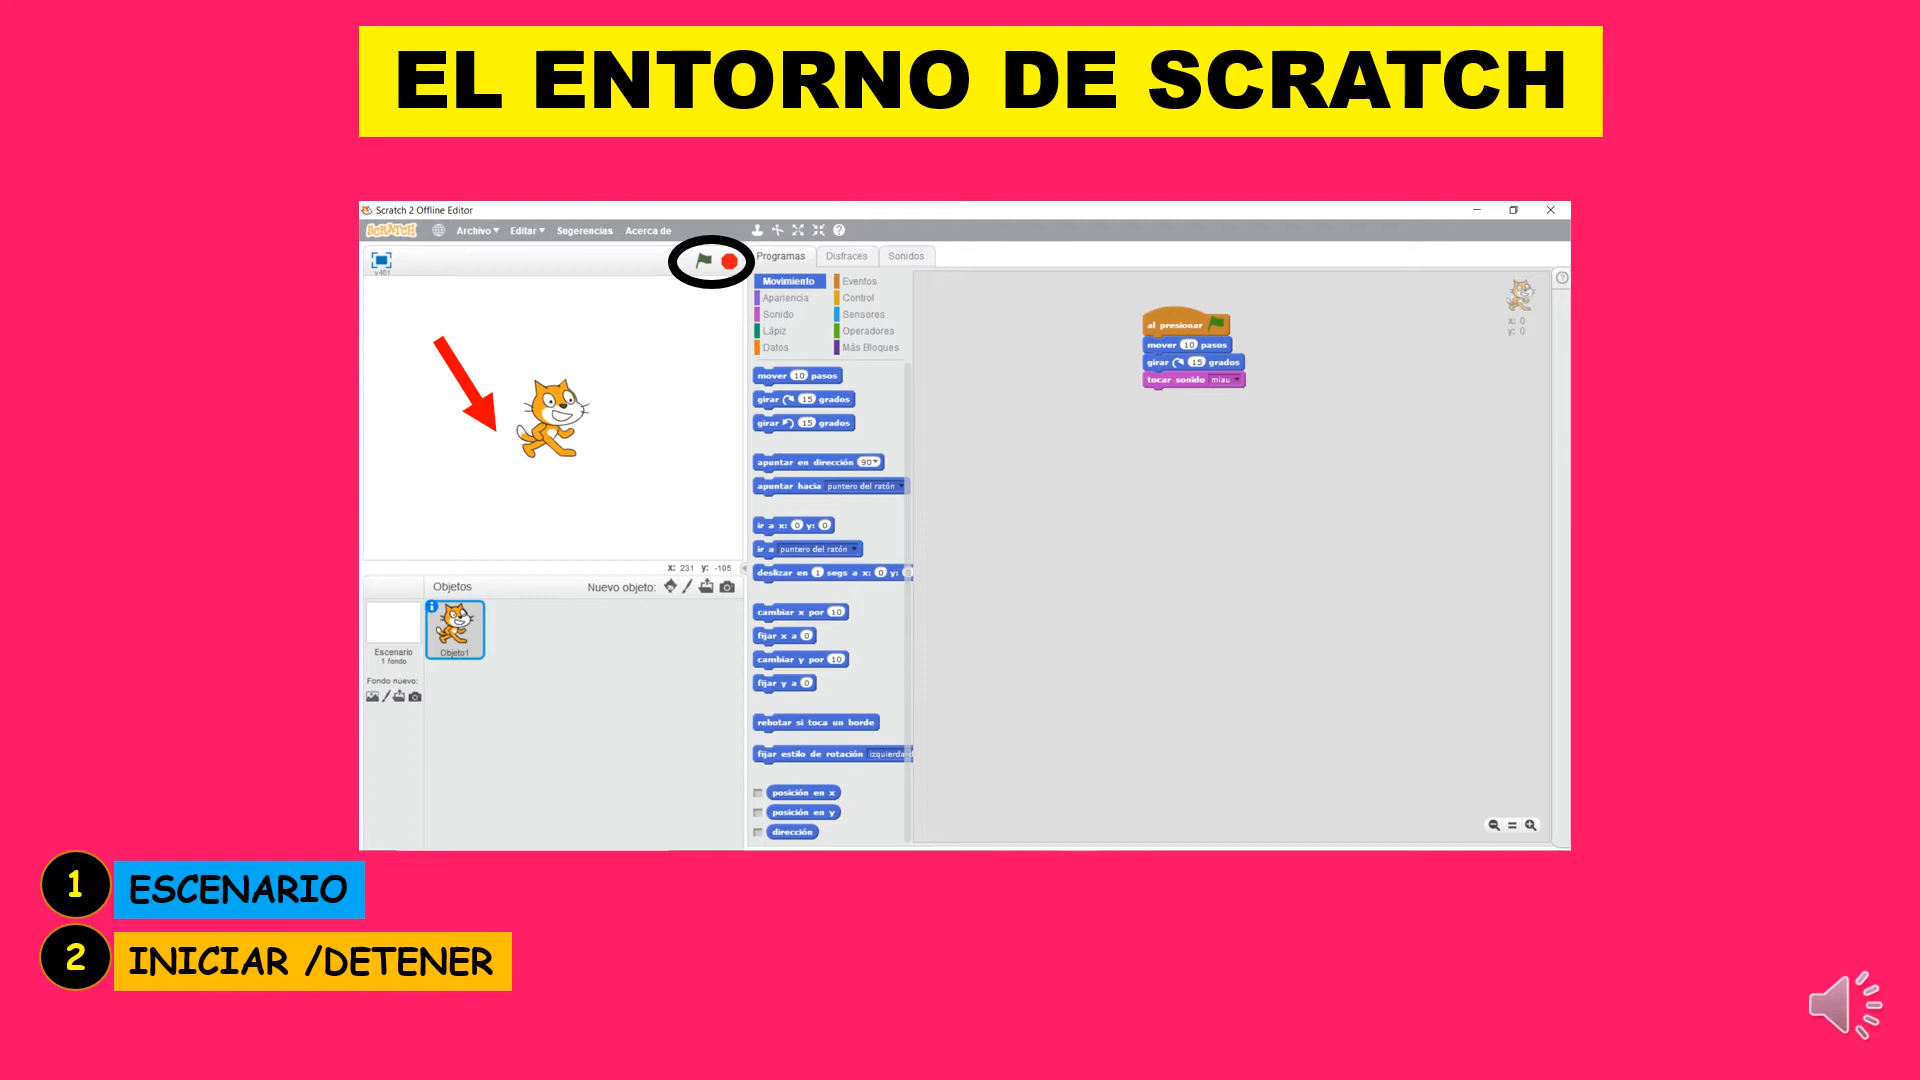 EL ENTORNO DE SCRATCH
Scratch 2 Offline Editor
SCRATCH Archivo Editar Sugerencias Acerca de
v461
Programas Disfraces Sonidos
Movimiento Eventos
Apariencia Control
Sonido Sensores
Lápiz Operadores
Datos Más Bloques
mover 10 pasos
girar 15 grados
girar 15 grados
apuntar en dirección 90
apuntar hacia puntero del ratón
ir a x: 0 y: 0
ir a puntero del ratón
deslizar en 1 segs a x: 0 y: 0
cambiar x por 10
fijar x a 0
cambiar y por 10
fijar y a 0
rebotar si toca un borde
fijar estilo de rotación
posición en x
posición en y
dirección
al presionar
mover 10 pasos
girar 15 grados
tocar sonido miau
x: 0
y: 0
x: 231 y: -105
Objetos Nuevo objeto:
Objeto1
Escenario
1 fondo
Fondo nuevo:
1 ESCENARIO
2 INICIAR /DETENER